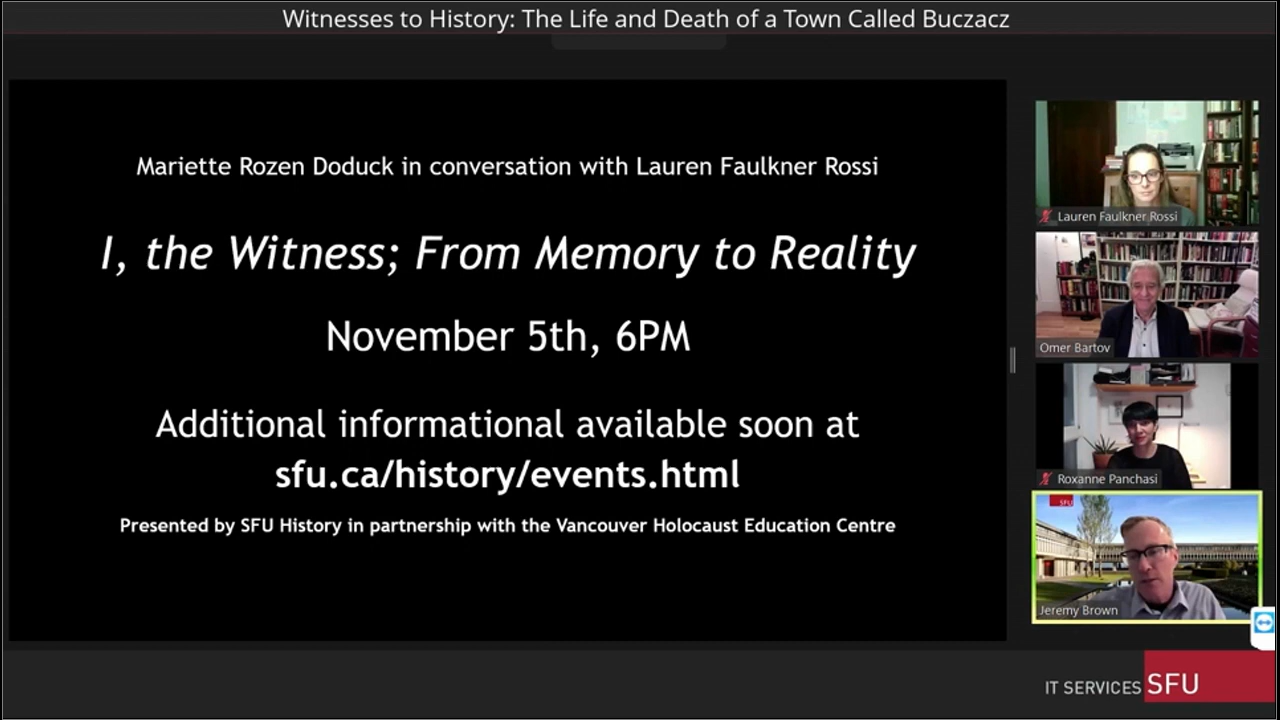 Witnesses to History: The Life and Death of a Town Called Buczacz
Mariette Rozen Doduck in conversation with Lauren Faulkner Rossi
I, the Witness; From Memory to Reality
November 5th, 6PM
Additional informational available soon at
sfu.ca/history/events.html
Presented by SFU History in partnership with the Vancouver Holocaust Education Centre
Lauren Faulkner Rossi
Omer Bartov
Roxanne Panchasi
SFU
Jeremy Brown
IT SERVICES SFU